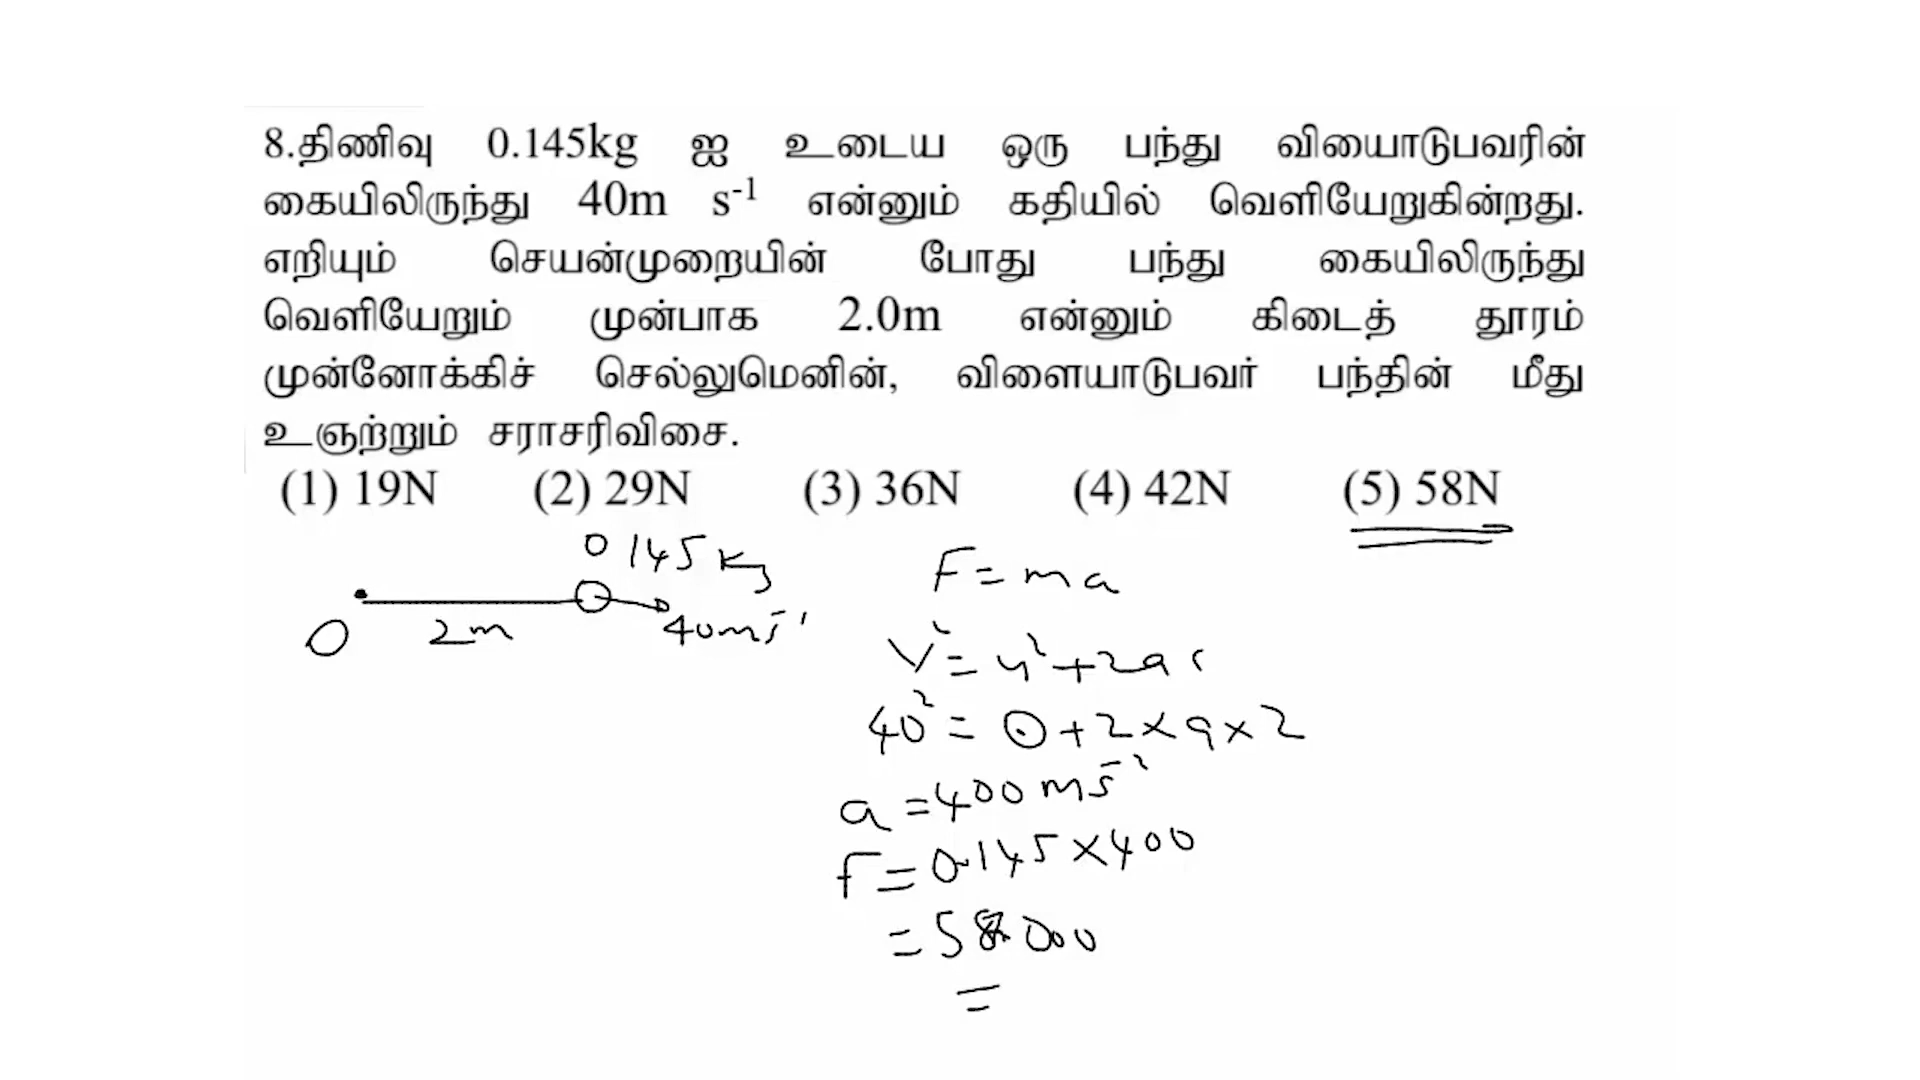 8.திணிவு 0.145kg ஐ உடைய ஒரு பந்து வியைாடுபவரின்
கையிலிருந்து 40m s⁻¹ என்னும் கதியில் வெளியேறுகின்றது.
எறியும் செயன்முறையின் போது பந்து கையிலிருந்து
வெளியேறும் முன்பாக 2.0m என்னும் கிடைத் தூரம்
முன்னோக்கிச் செல்லுமெனின், விளையாடுபவர் பந்தின் மீது
உஞற்றும் சராசரிவிசை.
(1) 19N (2) 29N (3) 36N (4) 42N (5) 58N
0 145 kg
O 2m 40ms⁻¹
F = ma
v² = u² + 2as
40² = 0 + 2 × a × 2
a = 400 ms⁻²
F = 0.145 × 400